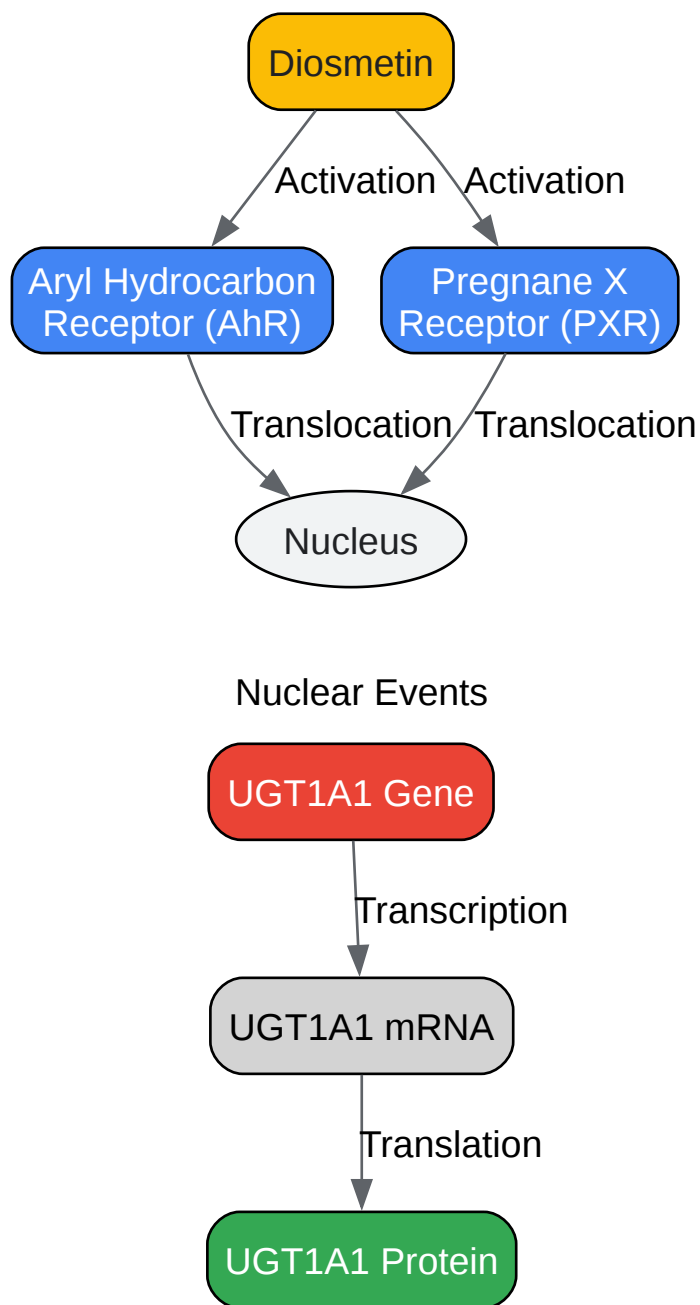 Diosmetin
Activation
Activation
Aryl Hydrocarbon
Receptor (AhR)
Pregnane X
Receptor (PXR)
Translocation
Translocation
Nucleus
Nuclear Events
UGT1A1 Gene
Transcription
UGT1A1 mRNA
Translation
UGT1A1 Protein